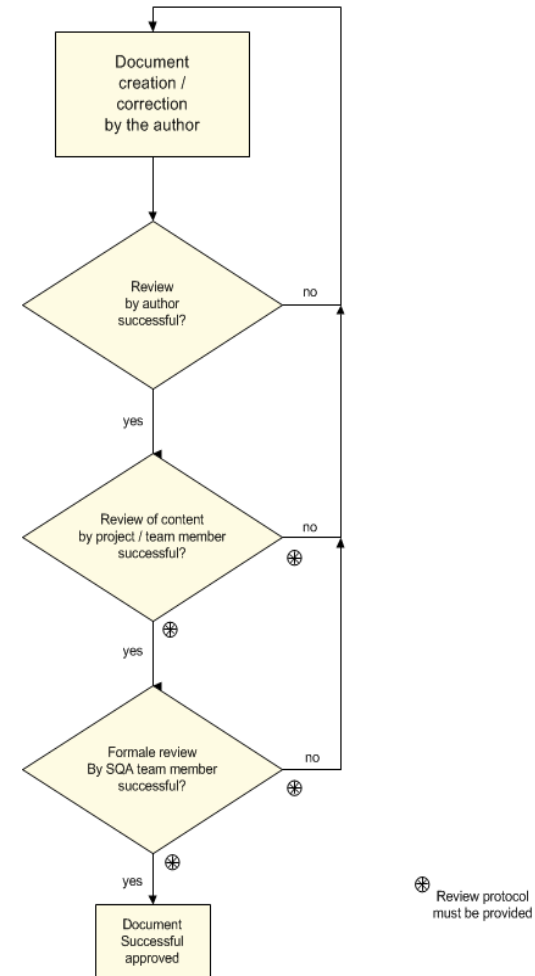 Document
creation /
correction
by the author
Review
by author
successful?
no
yes
Review of content
by project / team member
successful?
no
yes
Formale review
By SQA team member
successful?
no
yes
Document
Successful
approved
Review protocol
must be provided